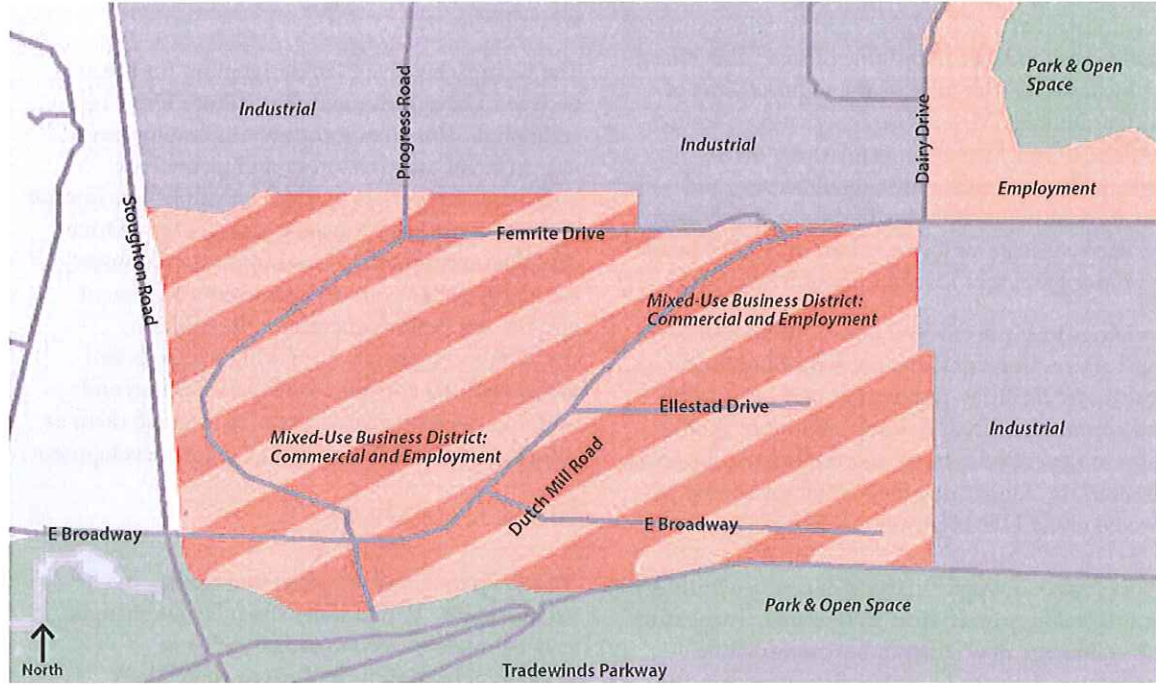 Park & Open
Space
Industrial
Progress Road
Industrial
Dairy Drive
Employment
Stoughton Road
Femrite Drive
Mixed-Use Business District:
Commercial and Employment
Ellestad Drive
Mixed-Use Business District:
Commercial and Employment
Industrial
Dutch Mill Road
E Broadway
E Broadway
Park & Open Space
North
Tradewinds Parkway